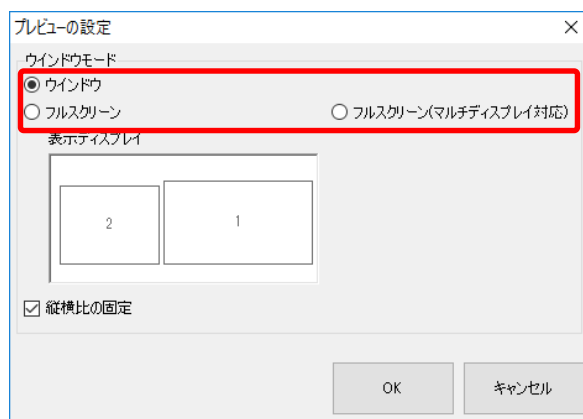 プレビューの設定
ウインドウモード
ウインドウ
フルスクリーン
フルスクリーン(マルチディスプレイ対応)
表示ディスプレイ
2
1
縦横比の固定
OK
キャンセル